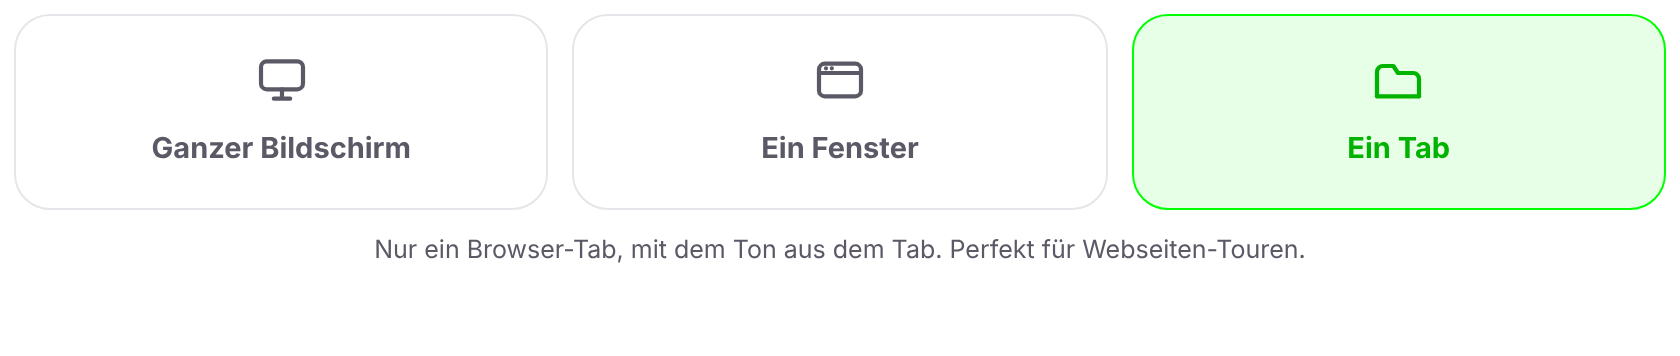 Ganzer Bildschirm
Ein Fenster
Ein Tab
Nur ein Browser-Tab, mit dem Ton aus dem Tab. Perfekt für Webseiten-Touren.